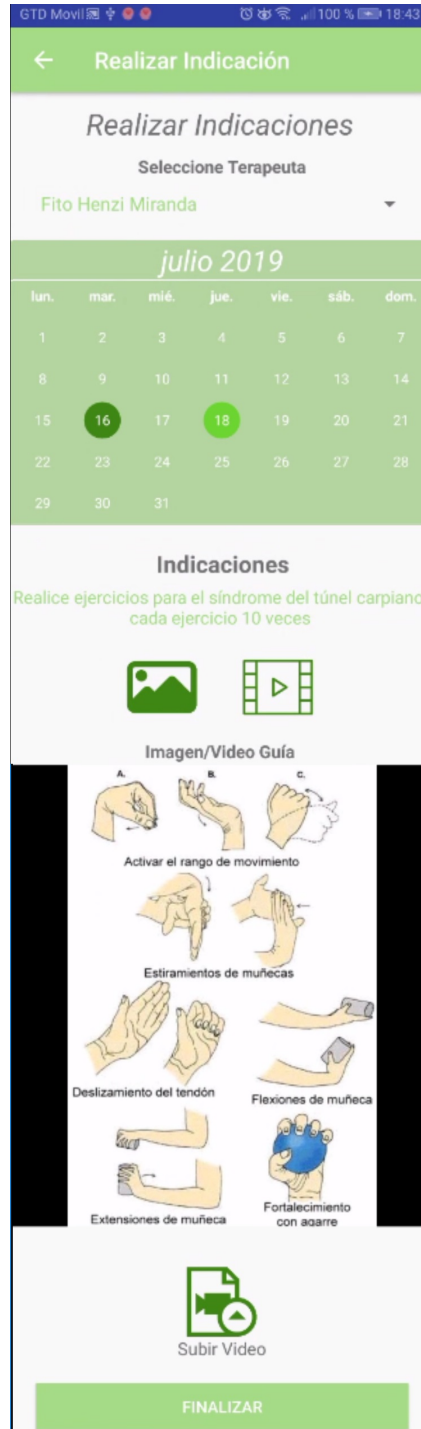 GTD Movil 100 % 18:43
Realizar Indicación
Realizar Indicaciones
Seleccione Terapeuta
Fito Henzi Miranda
julio 2019
lun. mar. mié. jue. vie. sáb. dom.
1 2 3 4 5 6 7
8 9 10 11 12 13 14
15 16 17 18 19 20 21
22 23 24 25 26 27 28
29 30 31
Indicaciones
Realice ejercicios para el síndrome del túnel carpiano
cada ejercicio 10 veces
Imagen/Video Guía
A. B. C.
Activar el rango de movimiento
Estiramientos de muñecas
Deslizamiento del tendón
Flexiones de muñeca
Extensiones de muñeca
Fortalecimiento
con agarre
Subir Video
FINALIZAR